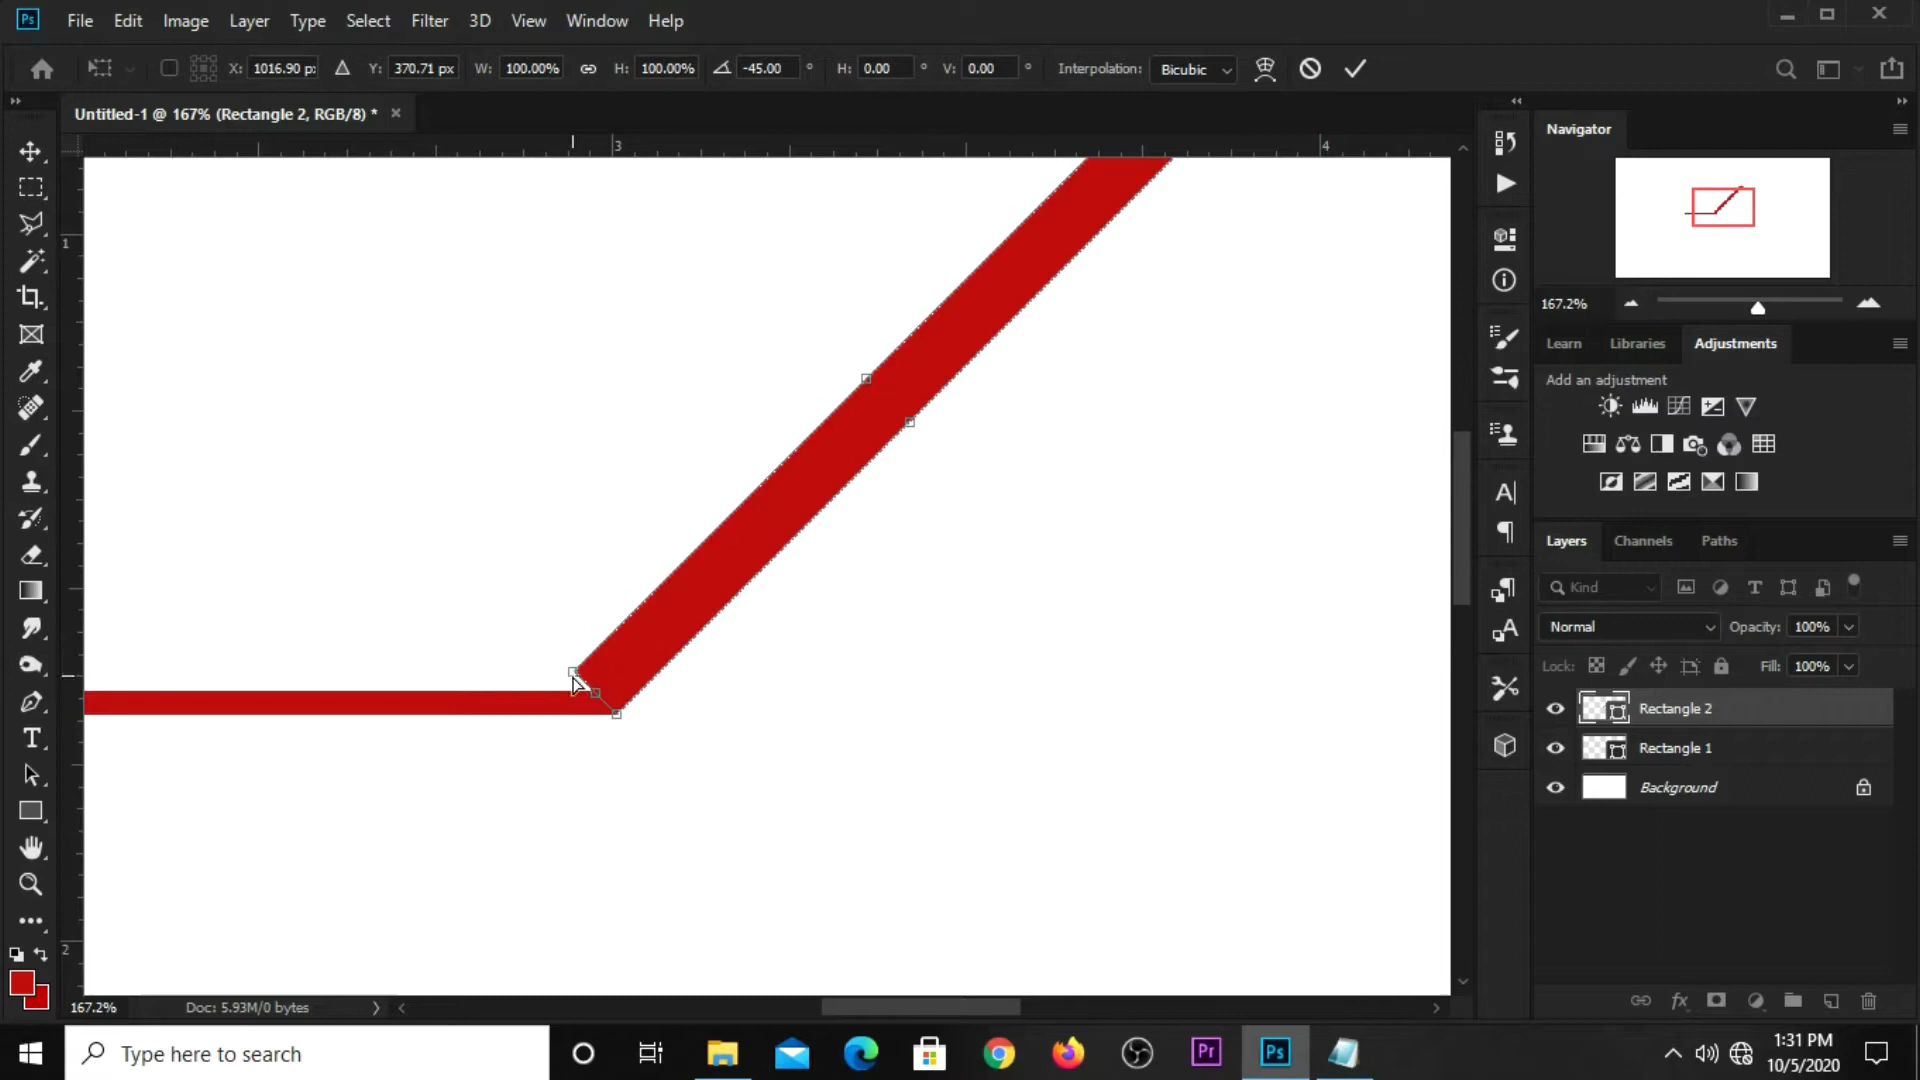 Ps File Edit Image Layer Type Select Filter 3D View Window Help
X: 1016.90 p: Y: 370.71 px W: 100.00% H: 100.00% -45.00 ° H: 0.00 ° V: 0.00 ° Interpolation: Bicubic
Untitled-1 @ 167% (Rectangle 2, RGB/8) * ×
3 4
1
2
Navigator
167.2%
Learn Libraries Adjustments
Add an adjustment
Layers Channels Paths
Kind
Normal Opacity: 100%
Lock: Fill: 100%
Rectangle 2
Rectangle 1
Background
167.2% Doc: 5.93M/0 bytes
Type here to search
Pr Ps
1:31 PM
10/5/2020